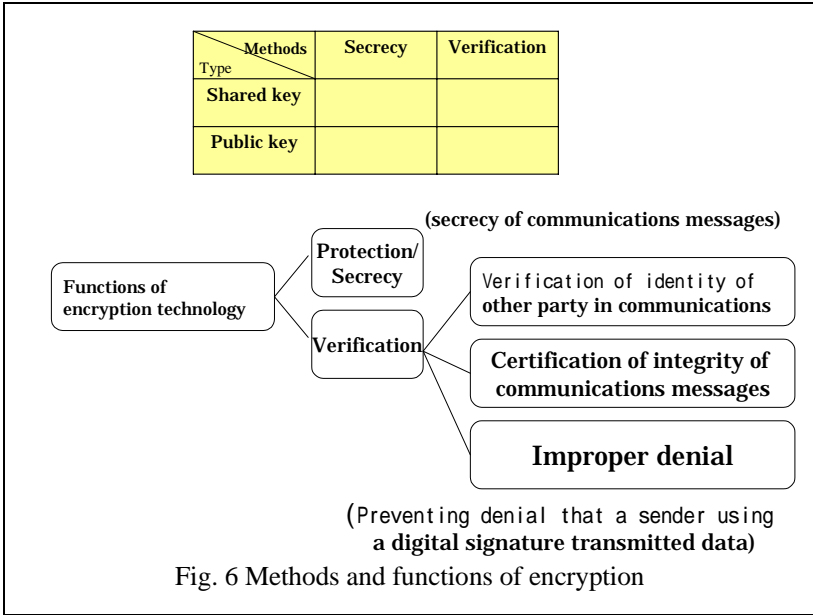 Methods Secrecy Verification
Type
Shared key
Public key
(secrecy of communications messages)
Protection/
Secrecy
Functions of
encryption technology
Verification
Verification of identity of
other party in communications
Certification of integrity of
communications messages
Improper denial
(Preventing denial that a sender using
a digital signature transmitted data)
Fig. 6 Methods and functions of encryption